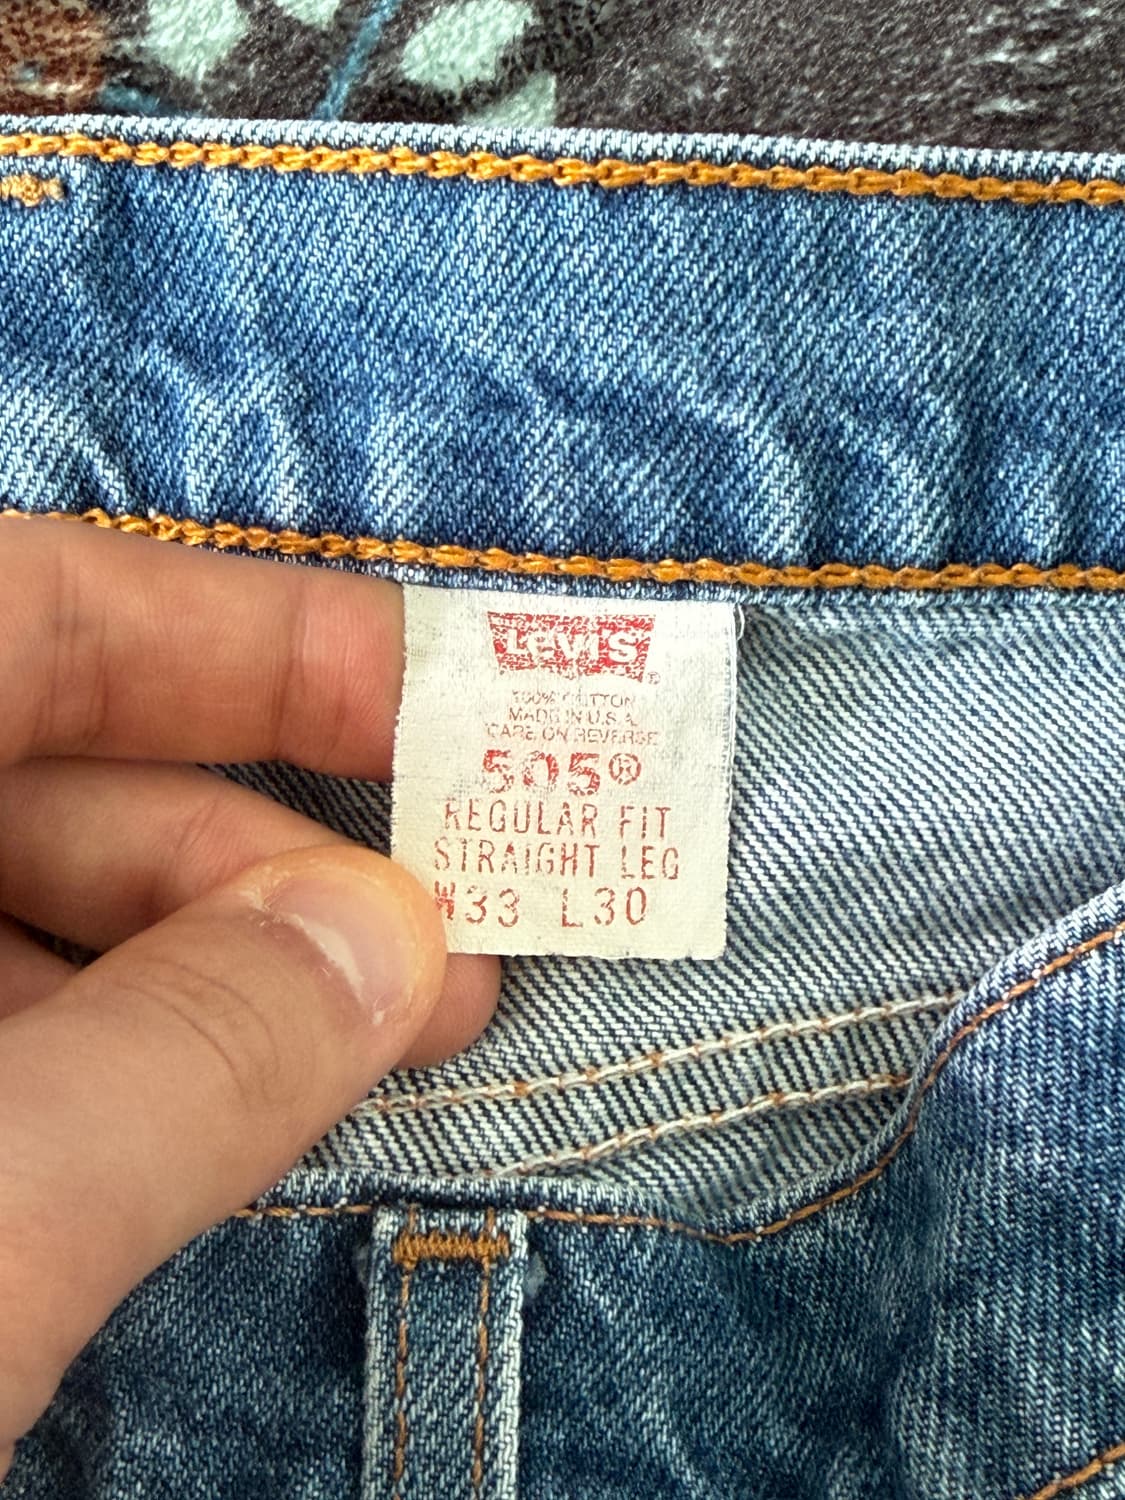 Levi's®
100% COTTON
MADE IN U.S.A.
CARE ON REVERSE
505®
REGULAR FIT
STRAIGHT LEG
W33 L30